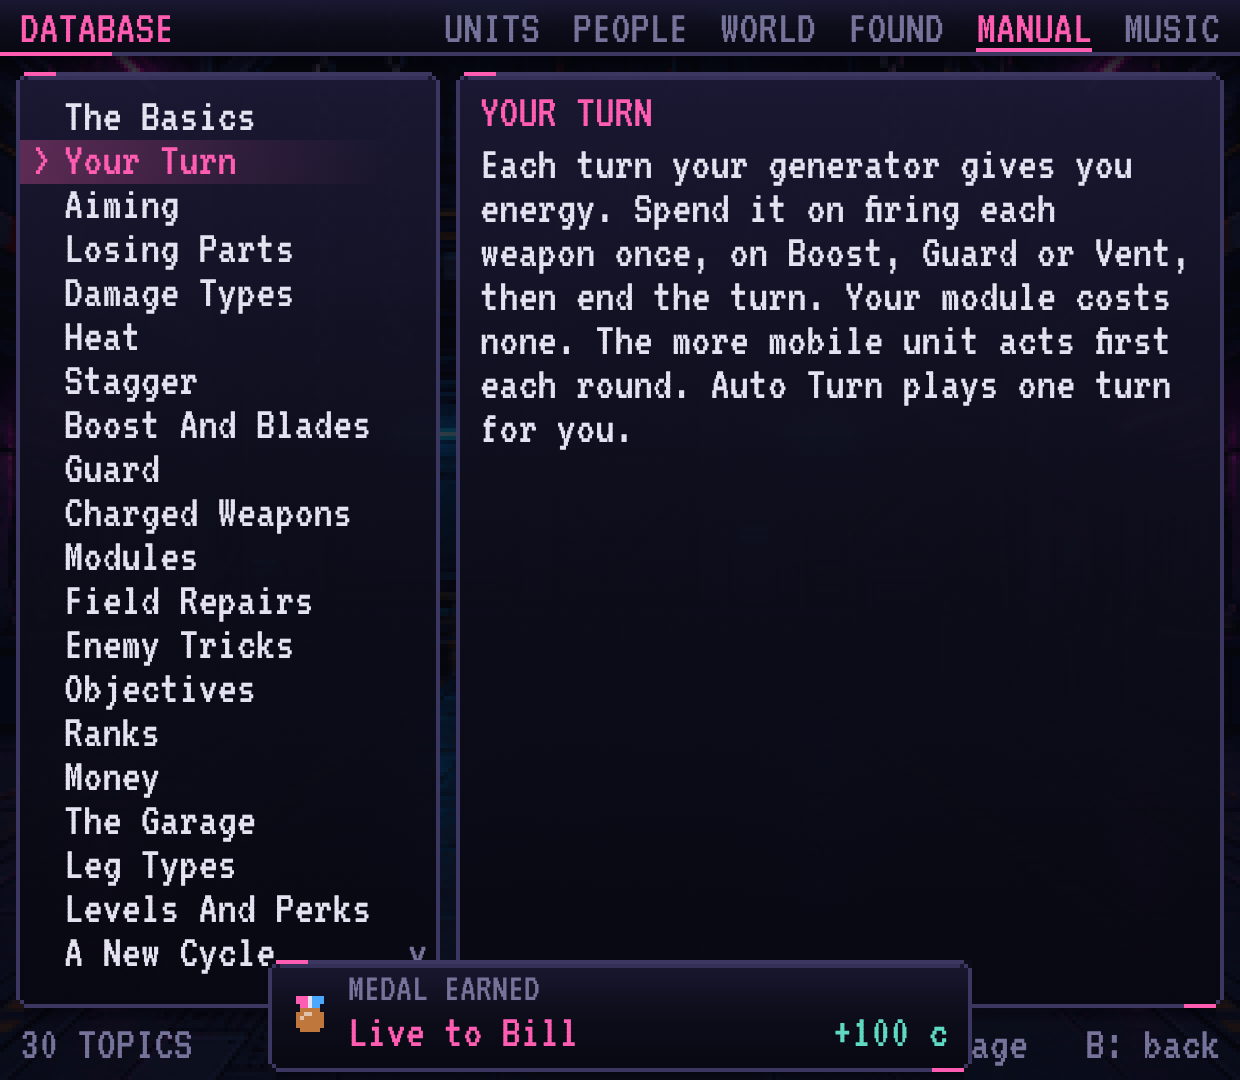 DATABASE
UNITS PEOPLE WORLD FOUND MANUAL MUSIC
The Basics
> Your Turn
Aiming
Losing Parts
Damage Types
Heat
Stagger
Boost And Blades
Guard
Charged Weapons
Modules
Field Repairs
Enemy Tricks
Objectives
Ranks
Money
The Garage
Leg Types
Levels And Perks
A New Cycle
YOUR TURN
Each turn your generator gives you
energy. Spend it on firing each
weapon once, on Boost, Guard or Vent,
then end the turn. Your module costs
none. The more mobile unit acts first
each round. Auto Turn plays one turn
for you.
MEDAL EARNED
Live to Bill +100 c
30 TOPICS
B: back